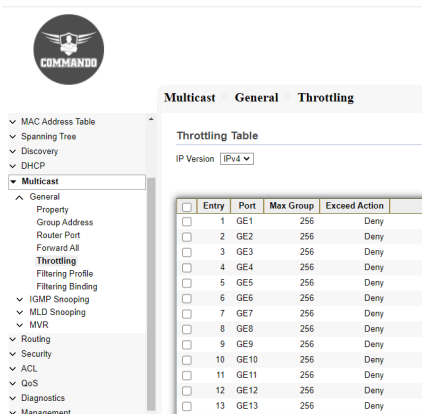 COMMANDO
Multicast General Throttling
MAC Address Table
Spanning Tree
Discovery
DHCP
Multicast
General
Property
Group Address
Router Port
Forward All
Throttling
Filtering Profile
Filtering Binding
IGMP Snooping
MLD Snooping
MVR
Routing
Security
ACL
QoS
Diagnostics
Management
Throttling Table
IP Version IPv4
Entry Port Max Group Exceed Action
1 GE1 256 Deny
2 GE2 256 Deny
3 GE3 256 Deny
4 GE4 256 Deny
5 GE5 256 Deny
6 GE6 256 Deny
7 GE7 256 Deny
8 GE8 256 Deny
9 GE9 256 Deny
10 GE10 256 Deny
11 GE11 256 Deny
12 GE12 256 Deny
13 GE13 256 Deny